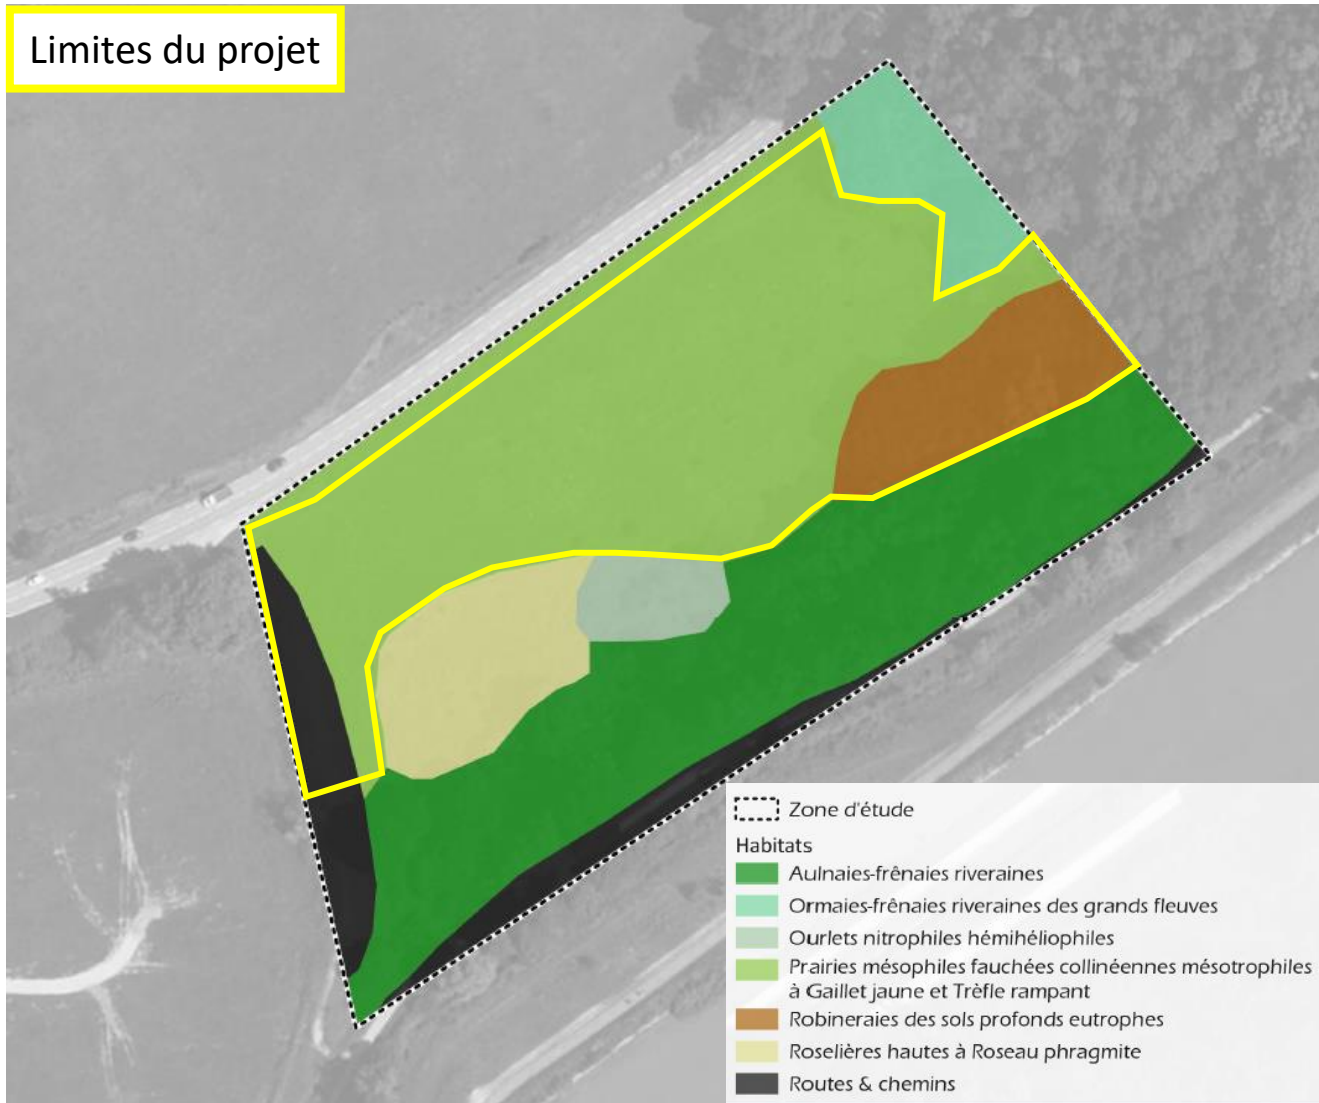 Limites du projet
Zone d'étude
Habitats
Aulnaies-frênaies riveraines
Ormaies-frênaies riveraines des grands fleuves
Ourlets nitrophiles hémihéliophiles
Prairies mésophiles fauchées collinéennes mésotrophiles
à Gaillet jaune et Trèfle rampant
Robineraies des sols profonds eutrophes
Roselières hautes à Roseau phragmite
Routes & chemins